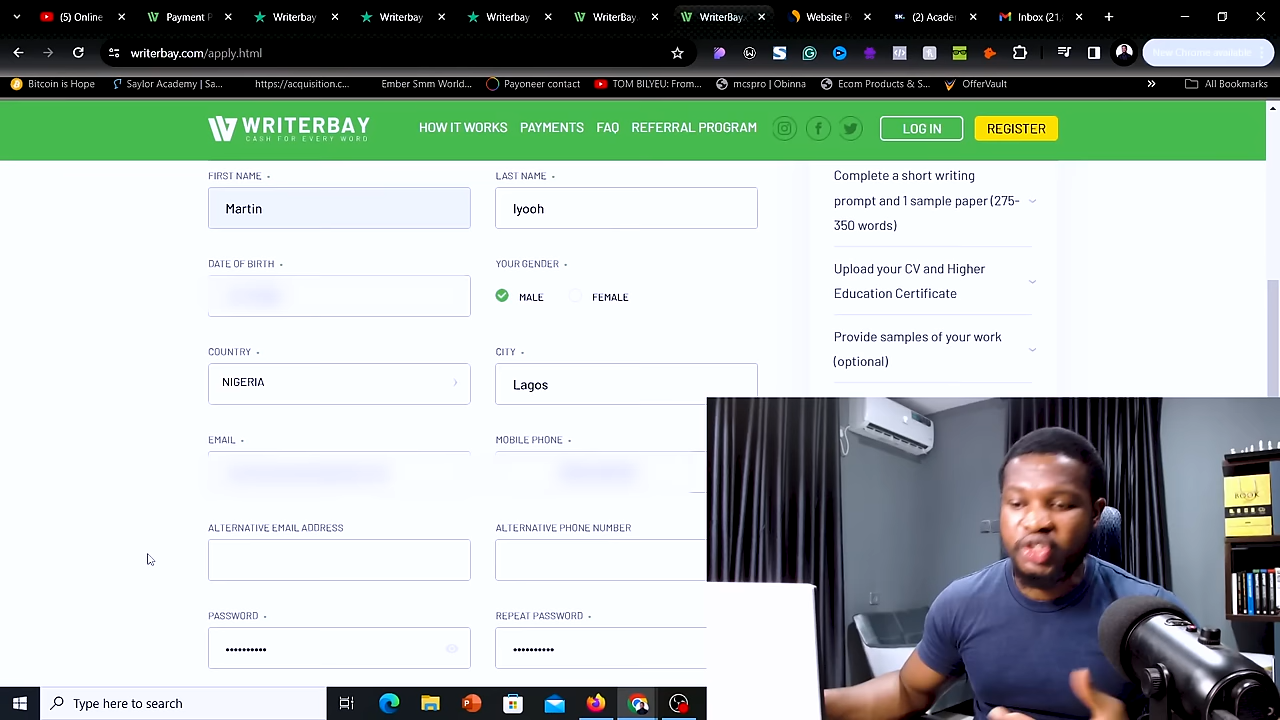 (5) Online
Payment P
Writerbay
Writerbay
Writerbay
WriterBay
WriterBay
Website P
(2) Acade
Inbox (21,
writerbay.com/apply.html
New Chrome available
Bitcoin is Hope
Saylor Academy | Sa...
https://acquisition.c...
Ember Smm World...
Payoneer contact
TOM BILYEU: From...
mcspro | Obinna
Ecom Products & S...
OfferVault
All Bookmarks
WRITERBAY
CASH FOR EVERY WORD
HOW IT WORKS
PAYMENTS
FAQ
REFERRAL PROGRAM
LOG IN
REGISTER
FIRST NAME
LAST NAME
Martin
Iyooh
DATE OF BIRTH
YOUR GENDER
MALE
FEMALE
COUNTRY
CITY
NIGERIA
Lagos
EMAIL
MOBILE PHONE
ALTERNATIVE EMAIL ADDRESS
ALTERNATIVE PHONE NUMBER
PASSWORD
REPEAT PASSWORD
••••••••••
••••••••••
Complete a short writing
prompt and 1 sample paper (275-
350 words)
Upload your CV and Higher
Education Certificate
Provide samples of your work
(optional)
BOOK
Type here to search